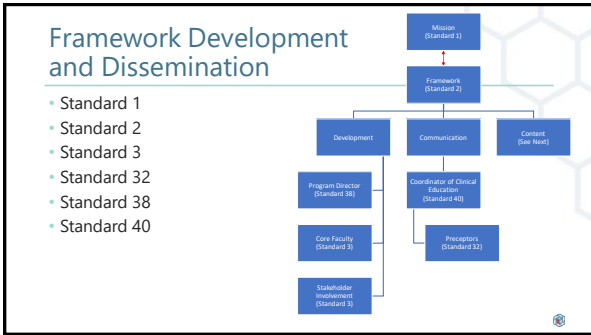 Framework Development
and Dissemination
• Standard 1
• Standard 2
• Standard 3
• Standard 32
• Standard 38
• Standard 40
Mission
(Standard 1)
Framework
(Standard 2)
Development
Communication
Content
(See Next)
Program Director
(Standard 38)
Coordinator of Clinical
Education
(Standard 40)
Core Faculty
(Standard 3)
Preceptors
(Standard 32)
Stakeholder
Involvement
(Standard 3)